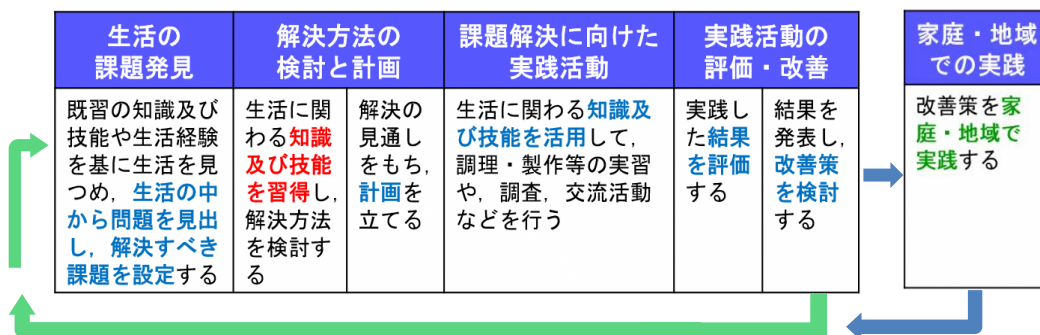 生活の
課題発見
解決方法の
検討と計画
課題解決に向けた
実践活動
実践活動の
評価・改善
家庭・地域
での実践
既習の知識及び
技能や生活経験
を基に生活を見
つめ，生活の中
から問題を見出
し，解決すべき
課題を設定する
生活に関
わる知識
及び技能
を習得し，
解決方法
を検討す
る
解決の
見通し
をもち，
計画を
立てる
生活に関わる知識及
び技能を活用して，
調理・製作等の実習
や，調査，交流活動
などを行う
実践し
た結果
を評価
する
結果を
発表し，
改善策
を検討
する
改善策を家
庭・地域で
実践する